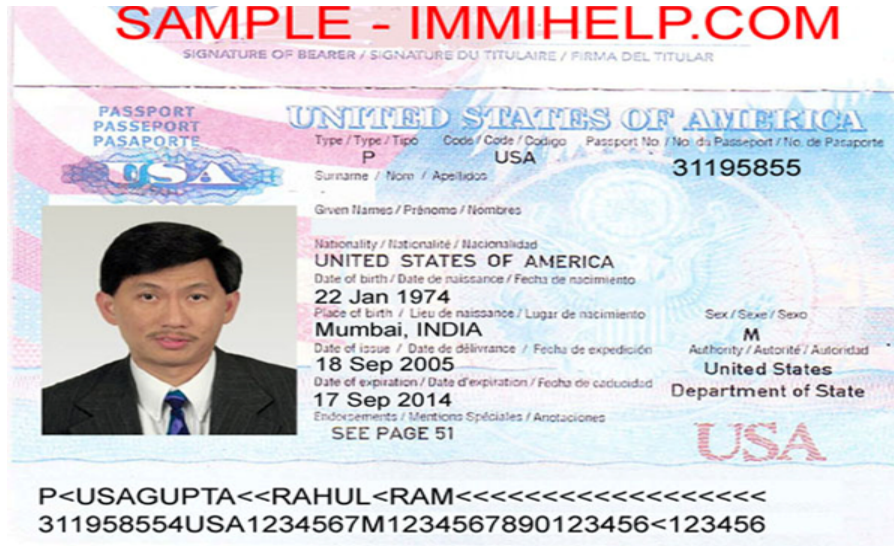 SAMPLE - IMMIHELP.COM
SIGNATURE OF BEARER / SIGNATURE DU TITULAIRE / FIRMA DEL TITULAR
PASSPORT
PASSEPORT
PASAPORTE
USA
UNITED STATES OF AMERICA
Type / Type / Tipo Code / Code / Codigo Passport No / No. du Passeport / No. de Pasaporte
P USA 31195855
Surname / Nom / Apellidos
Given Names / Prénoms / Nombres
Nationality / Nationalité / Nacionalidad
UNITED STATES OF AMERICA
Date of birth / Date de naissance / Fecha de nacimiento
22 Jan 1974
Place of birth / Lieu de naissance / Lugar de nacimiento Sex / Sexe / Sexo
Mumbai, INDIA M
Date of issue / Date de délivrance / Fecha de expedición Authority / Autorité / Autoridad
18 Sep 2005 United States
Date of expiration / Date d'expiration / Fecha de caducidad Department of State
17 Sep 2014
Endorsements / Mentions Spéciales / Anotaciones
SEE PAGE 51
USA
P<USAGUPTA<<RAHUL<RAM<<<<<<<<<<<<<<<<<<
311958554USA1234567M1234567890123456<123456